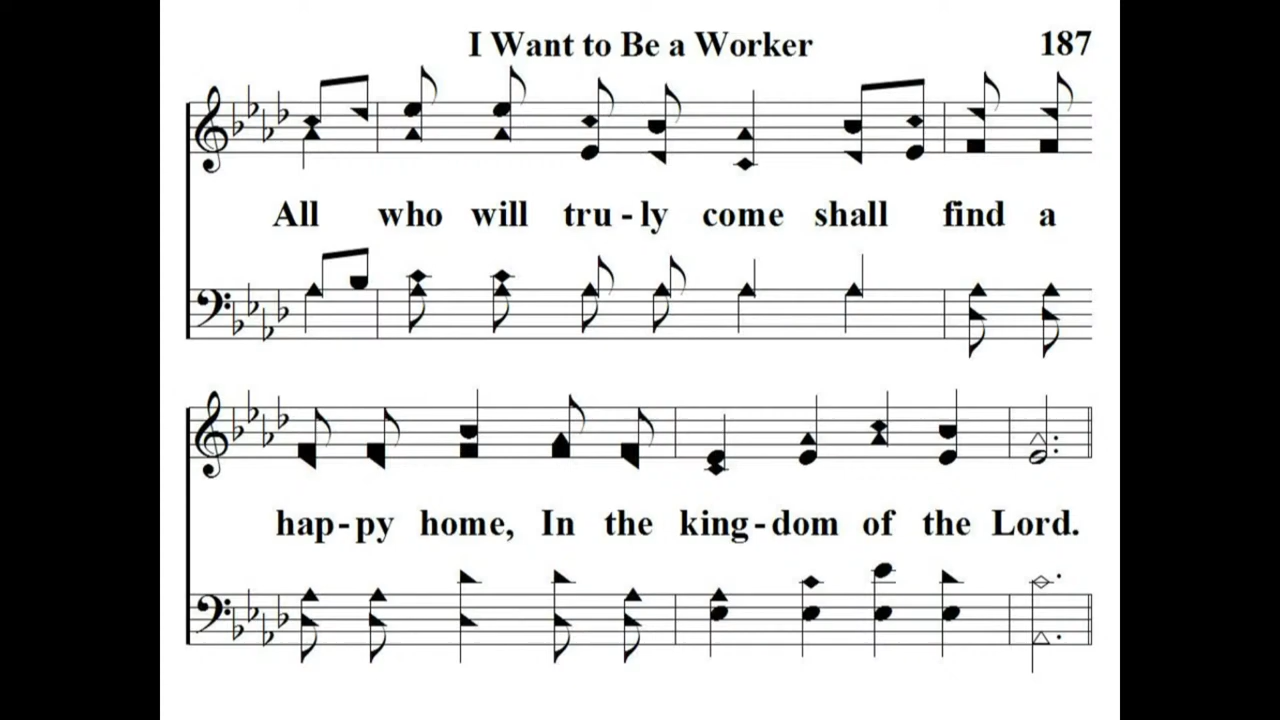 I Want to Be a Worker 187
All who will tru - ly come shall find a
hap - py home, In the king - dom of the Lord.